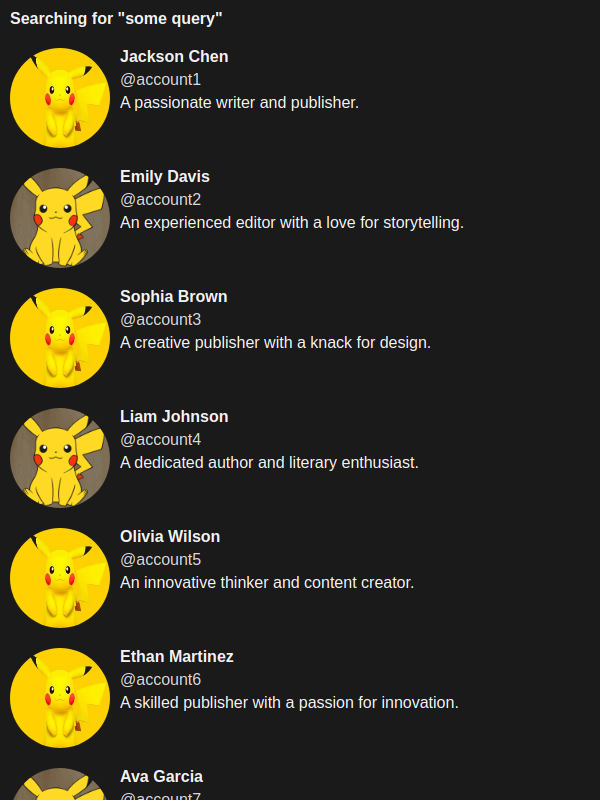 Searching for "some query"
Jackson Chen
@account1
A passionate writer and publisher.
Emily Davis
@account2
An experienced editor with a love for storytelling.
Sophia Brown
@account3
A creative publisher with a knack for design.
Liam Johnson
@account4
A dedicated author and literary enthusiast.
Olivia Wilson
@account5
An innovative thinker and content creator.
Ethan Martinez
@account6
A skilled publisher with a passion for innovation.
Ava Garcia
@account7